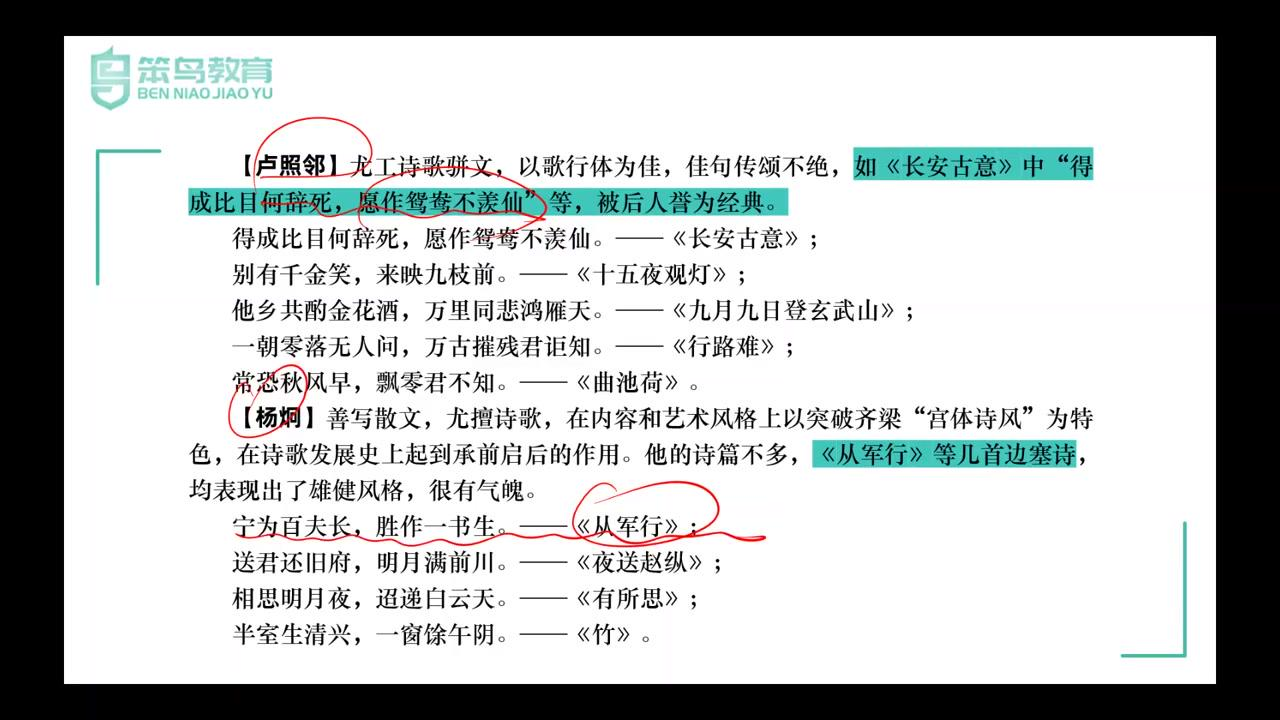 笨鸟教育
BEN NIAO JIAO YU
【卢照邻】尤工诗歌骈文，以歌行体为佳，佳句传颂不绝，如《长安古意》中“得
成比目何辞死，愿作鸳鸯不羡仙”等，被后人誉为经典。
得成比目何辞死，愿作鸳鸯不羡仙。——《长安古意》；
别有千金笑，来映九枝前。——《十五夜观灯》；
他乡共酌金花酒，万里同悲鸿雁天。——《九月九日登玄武山》；
一朝零落无人问，万古摧残君讵知。——《行路难》；
常恐秋风早，飘零君不知。——《曲池荷》。
【杨炯】善写散文，尤擅诗歌，在内容和艺术风格上以突破齐梁“宫体诗风”为特
色，在诗歌发展史上起到承前启后的作用。他的诗篇不多，《从军行》等几首边塞诗，
均表现出了雄健风格，很有气魄。
宁为百夫长，胜作一书生。——《从军行》；
送君还旧府，明月满前川。——《夜送赵纵》；
相思明月夜，迢递白云天。——《有所思》；
半室生清兴，一窗馀午阴。——《竹》。